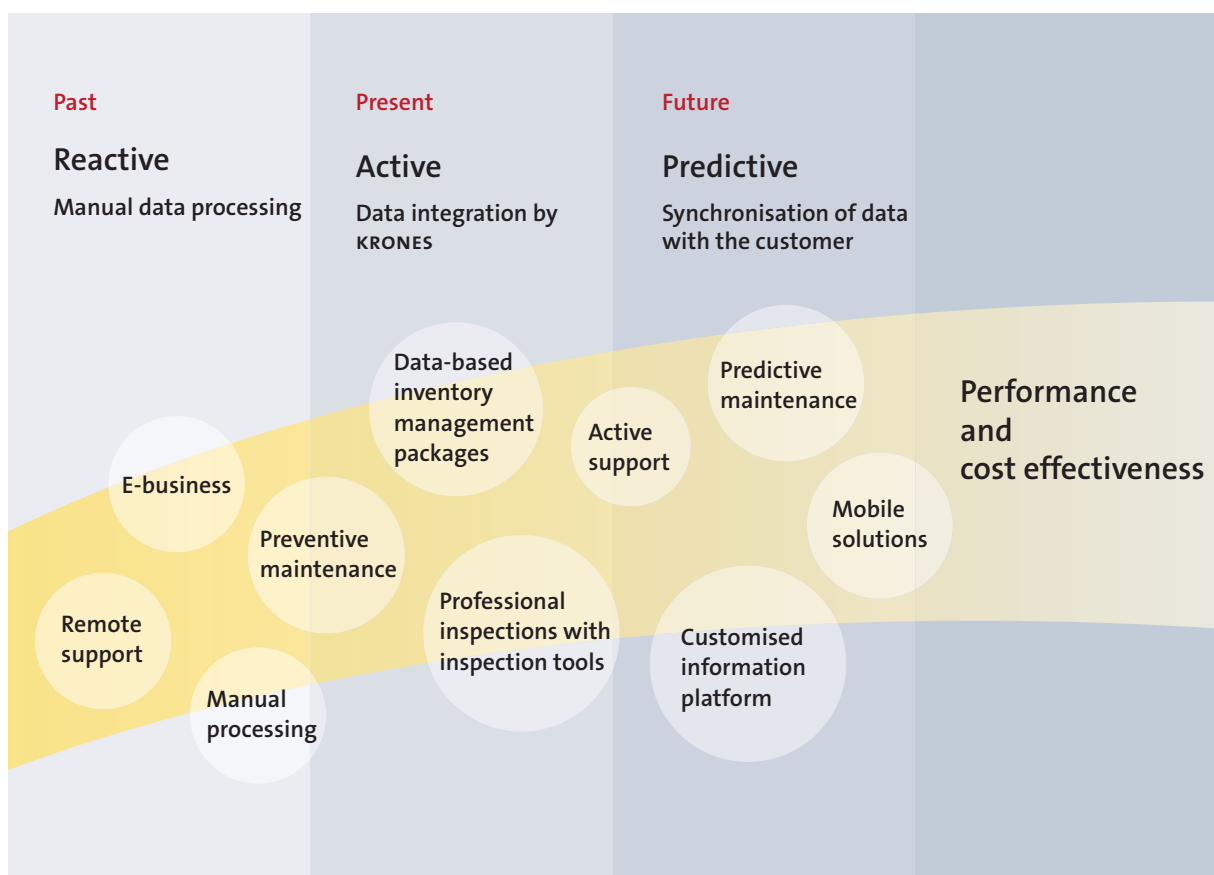 Past
Reactive
Manual data processing
Present
Active
Data integration by
KRONES
Future
Predictive
Synchronisation of data
with the customer
E-business
Remote
support
Manual
processing
Preventive
maintenance
Data-based
inventory
management
packages
Professional
inspections with
inspection tools
Active
support
Predictive
maintenance
Customised
information
platform
Mobile
solutions
Performance
and
cost effectiveness